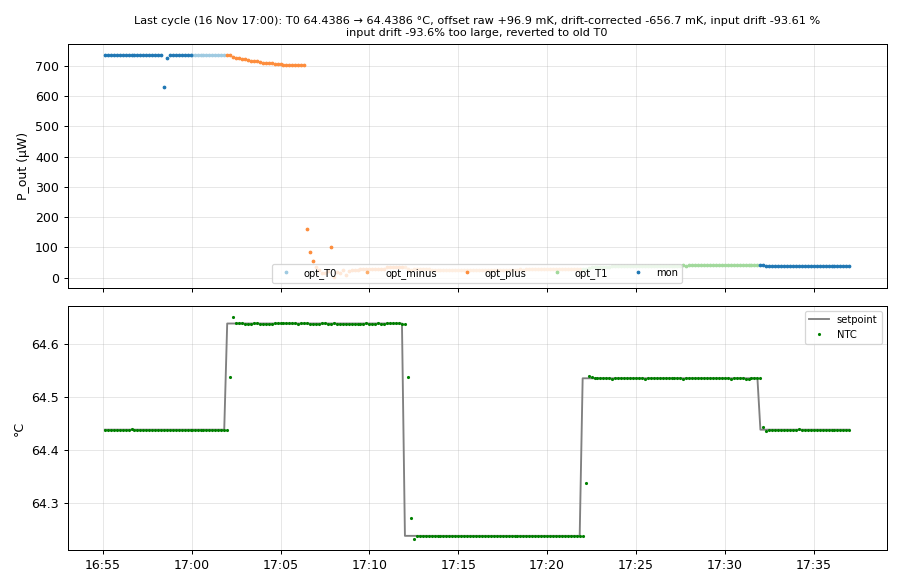 Last cycle (16 Nov 17:00): T0 64.4386 → 64.4386 °C, offset raw +96.9 mK, drift-corrected -656.7 mK, input drift -93.61 %
input drift -93.6% too large, reverted to old T0
P_out (µW)
700
600
500
400
300
200
100
0
opt_T0
opt_minus
opt_plus
opt_T1
mon
°C
64.6
64.5
64.4
64.3
setpoint
NTC
16:55
17:00
17:05
17:10
17:15
17:20
17:25
17:30
17:35